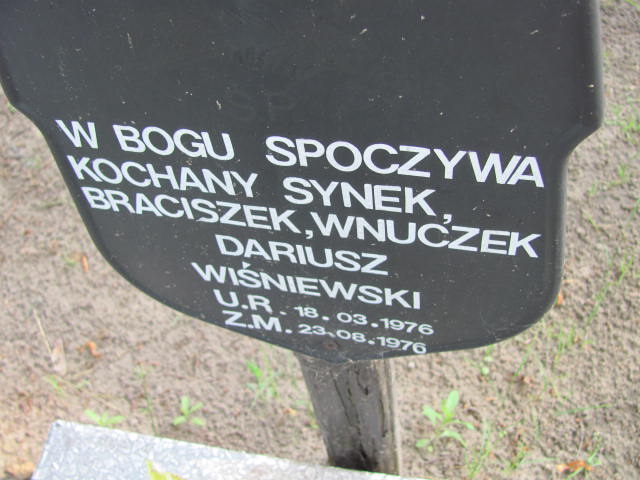 W BOGU SPOCZYWA
KOCHANY SYNEK,
BRACISZEK, WNUCZEK
DARIUSZ
WIŚNIEWSKI
U.R. 18.03.1976
Z.M. 23.08.1976